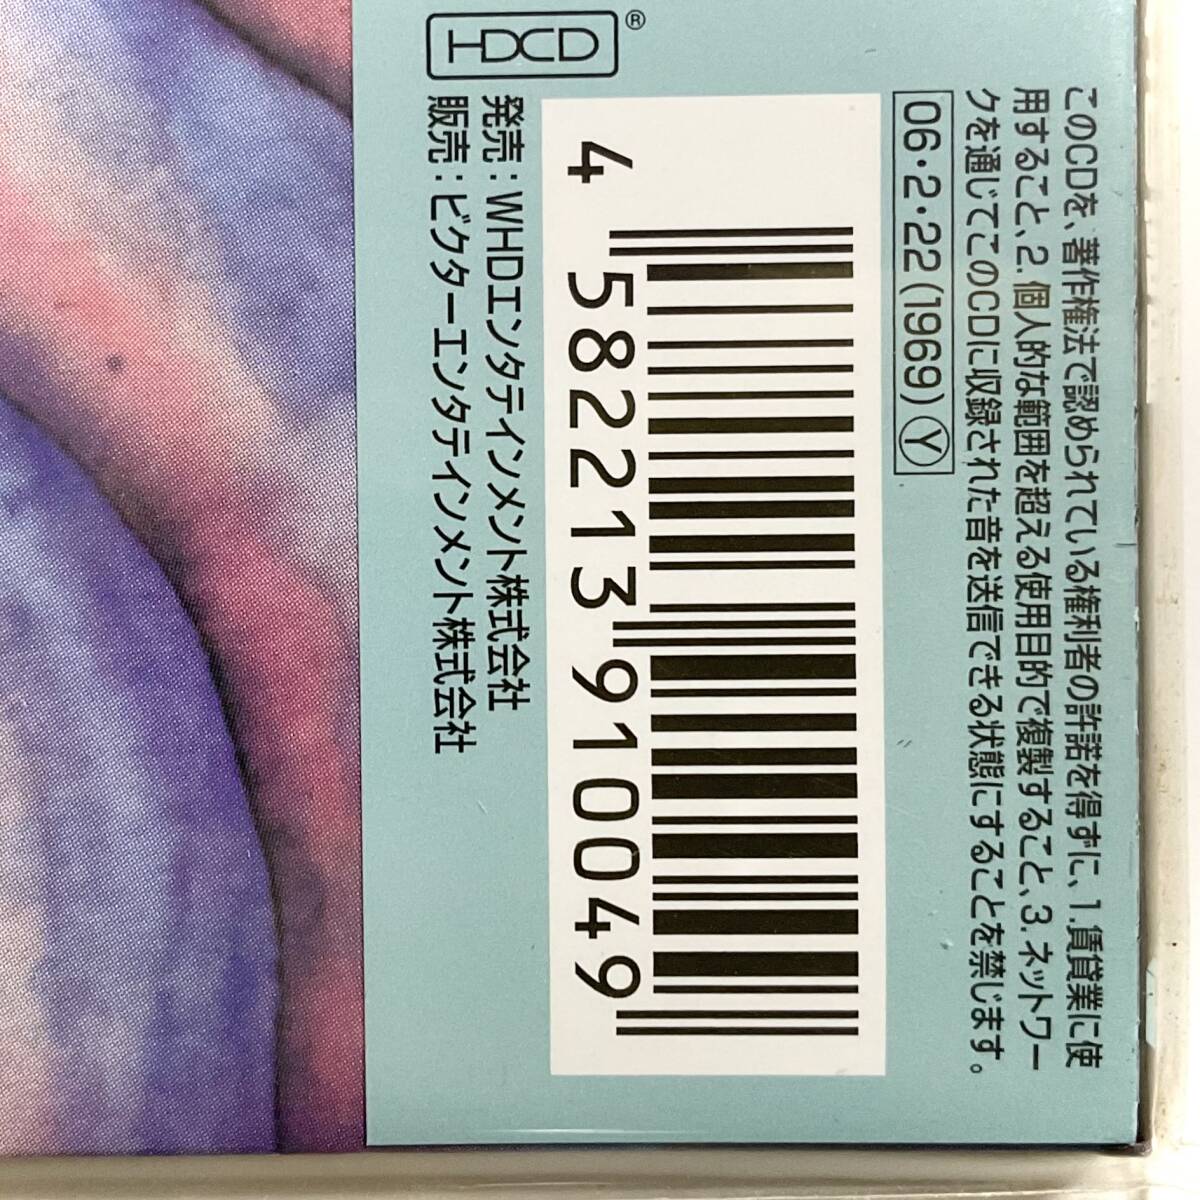 このCDを、著作権法で認められている権利者の許諾を得ずに、1.賃貸業に使
用すること、2.個人的な範囲を超える使用目的で複製すること、3.ネットワー
クを通じてこのCDに収録された音を送信できる状態にすることを禁じます。
06・2・22(1969)Ⓨ
4 582213 910049
HDCD®
発売：WHDエンタテインメント株式会社
販売：ビクターエンタテインメント株式会社